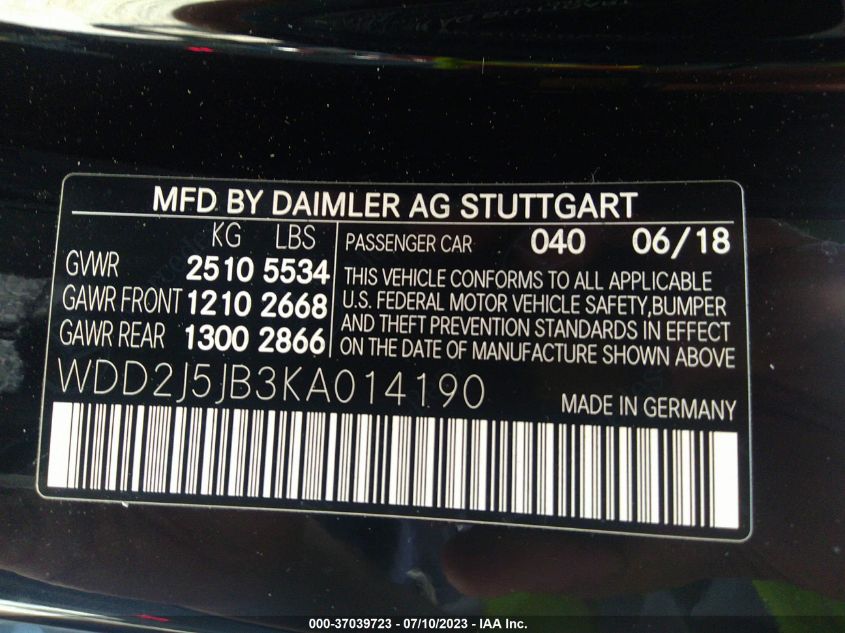 MFD BY DAIMLER AG STUTTGART
KG LBS
GVWR 2510 5534
GAWR FRONT 1210 2668
GAWR REAR 1300 2866
PASSENGER CAR 040 06/18
THIS VEHICLE CONFORMS TO ALL APPLICABLE
U.S. FEDERAL MOTOR VEHICLE SAFETY,BUMPER
AND THEFT PREVENTION STANDARDS IN EFFECT
ON THE DATE OF MANUFACTURE SHOWN ABOVE
WDD2J5JB3KA014190
MADE IN GERMANY
000-37039723 - 07/10/2023 - IAA Inc.